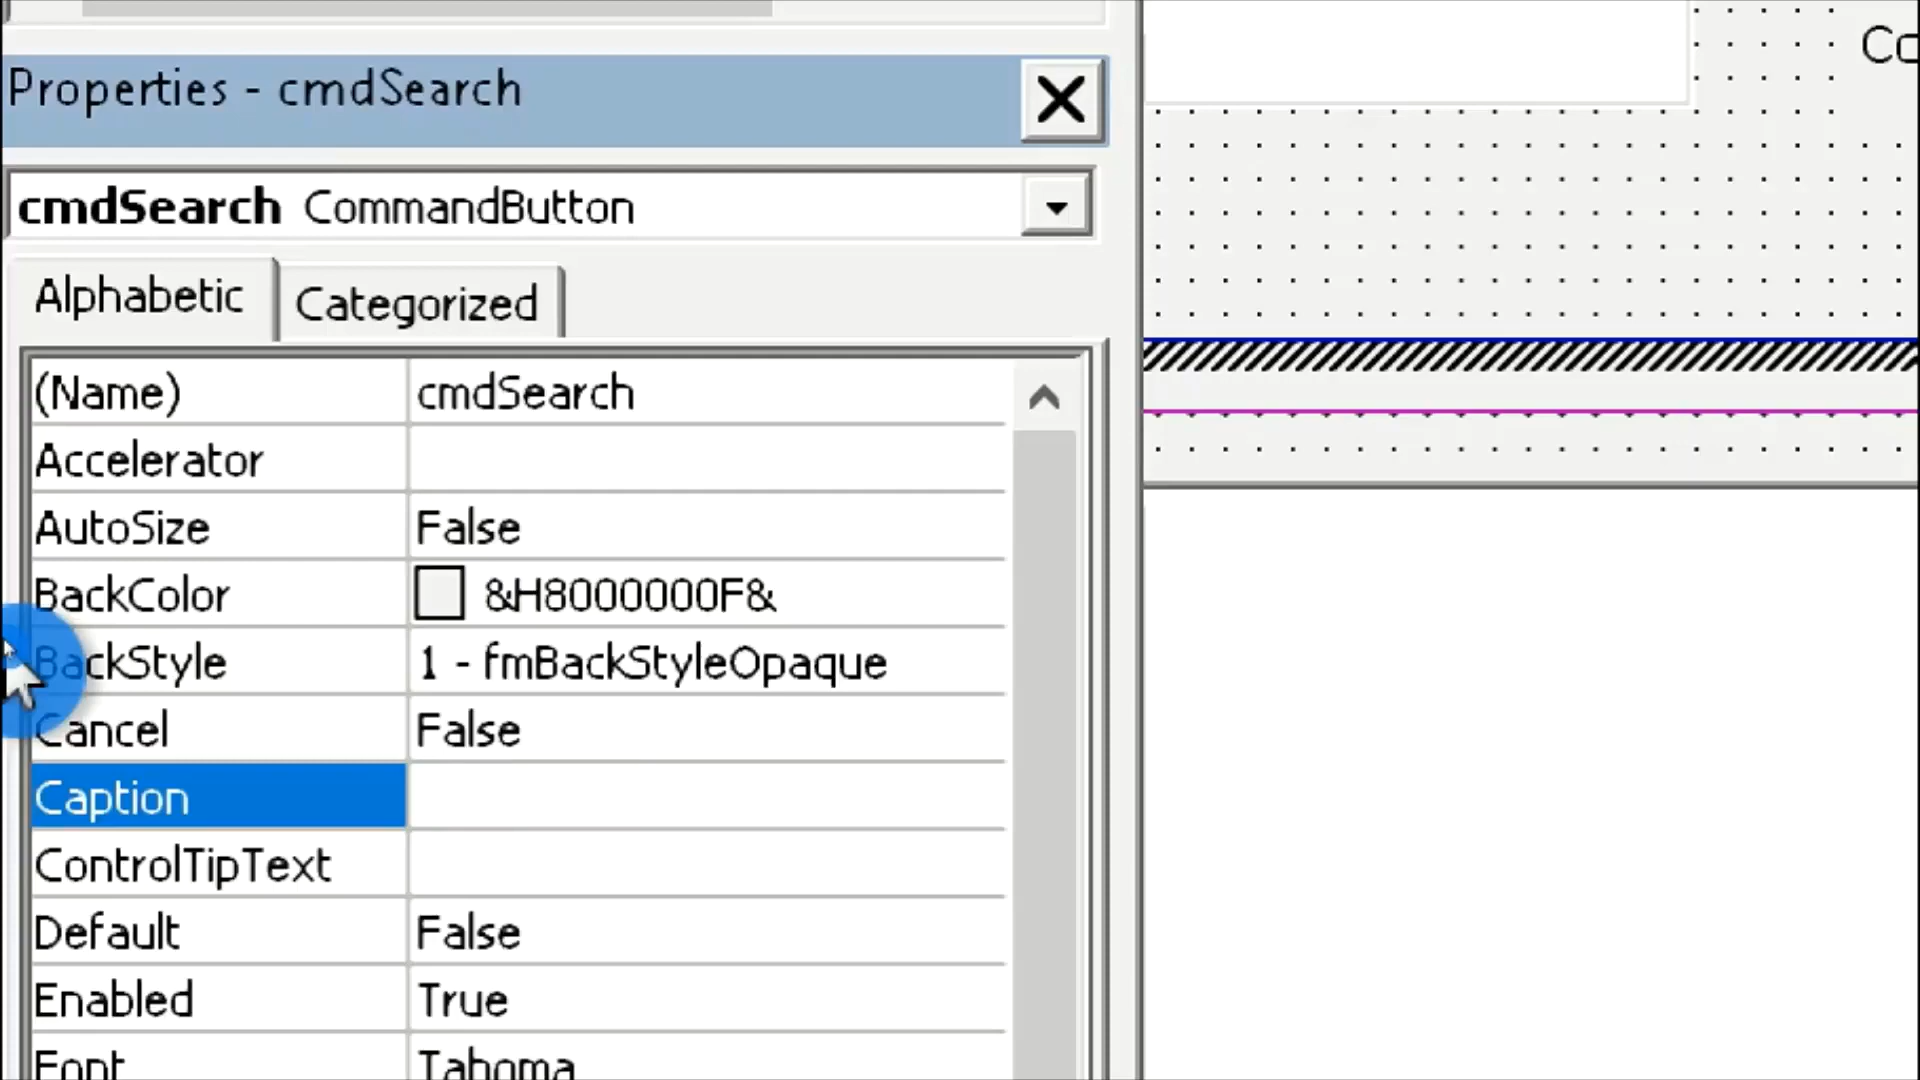 Properties - cmdSearch
cmdSearch CommandButton
Alphabetic Categorized
(Name) cmdSearch
Accelerator
AutoSize False
BackColor &H8000000F&
BackStyle 1 - fmBackStyleOpaque
Cancel False
Caption
ControlTipText
Default False
Enabled True
Font Tahoma
Co